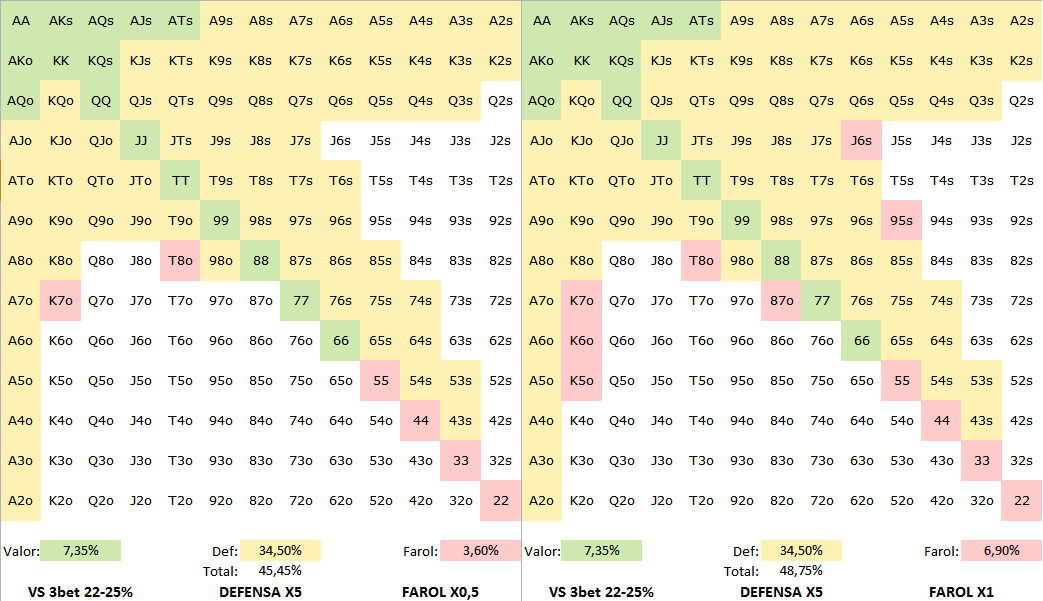 AA AKs AQs AJs ATs A9s A8s A7s A6s A5s A4s A3s A2s AA AKs AQs AJs ATs A9s A8s A7s A6s A5s A4s A3s A2s
AKo KK KQs KJs KTs K9s K8s K7s K6s K5s K4s K3s K2s AKo KK KQs KJs KTs K9s K8s K7s K6s K5s K4s K3s K2s
AQo KQo QQ QJs QTs Q9s Q8s Q7s Q6s Q5s Q4s Q3s Q2s AQo KQo QQ QJs QTs Q9s Q8s Q7s Q6s Q5s Q4s Q3s Q2s
AJo KJo QJo JJ JTs J9s J8s J7s J6s J5s J4s J3s J2s AJo KJo QJo JJ JTs J9s J8s J7s J6s J5s J4s J3s J2s
ATo KTo QTo JTo TT T9s T8s T7s T6s T5s T4s T3s T2s ATo KTo QTo JTo TT T9s T8s T7s T6s T5s T4s T3s T2s
A9o K9o Q9o J9o T9o 99 98s 97s 96s 95s 94s 93s 92s A9o K9o Q9o J9o T9o 99 98s 97s 96s 95s 94s 93s 92s
A8o K8o Q8o J8o T8o 98o 88 87s 86s 85s 84s 83s 82s A8o K8o Q8o J8o T8o 98o 88 87s 86s 85s 84s 83s 82s
A7o K7o Q7o J7o T7o 97o 87o 77 76s 75s 74s 73s 72s A7o K7o Q7o J7o T7o 97o 87o 77 76s 75s 74s 73s 72s
A6o K6o Q6o J6o T6o 96o 86o 76o 66 65s 64s 63s 62s A6o K6o Q6o J6o T6o 96o 86o 76o 66 65s 64s 63s 62s
A5o K5o Q5o J5o T5o 95o 85o 75o 65o 55 54s 53s 52s A5o K5o Q5o J5o T5o 95o 85o 75o 65o 55 54s 53s 52s
A4o K4o Q4o J4o T4o 94o 84o 74o 64o 54o 44 43s 42s A4o K4o Q4o J4o T4o 94o 84o 74o 64o 54o 44 43s 42s
A3o K3o Q3o J3o T3o 93o 83o 73o 63o 53o 43o 33 32s A3o K3o Q3o J3o T3o 93o 83o 73o 63o 53o 43o 33 32s
A2o K2o Q2o J2o T2o 92o 82o 72o 62o 52o 42o 32o 22 A2o K2o Q2o J2o T2o 92o 82o 72o 62o 52o 42o 32o 22
Valor: 7,35% Def: 34,50% Farol: 3,60% Valor: 7,35% Def: 34,50% Farol: 6,90%
Total: 45,45% Total: 48,75%
VS 3bet 22-25% DEFENSA X5 FAROL X0,5 VS 3bet 22-25% DEFENSA X5 FAROL X1